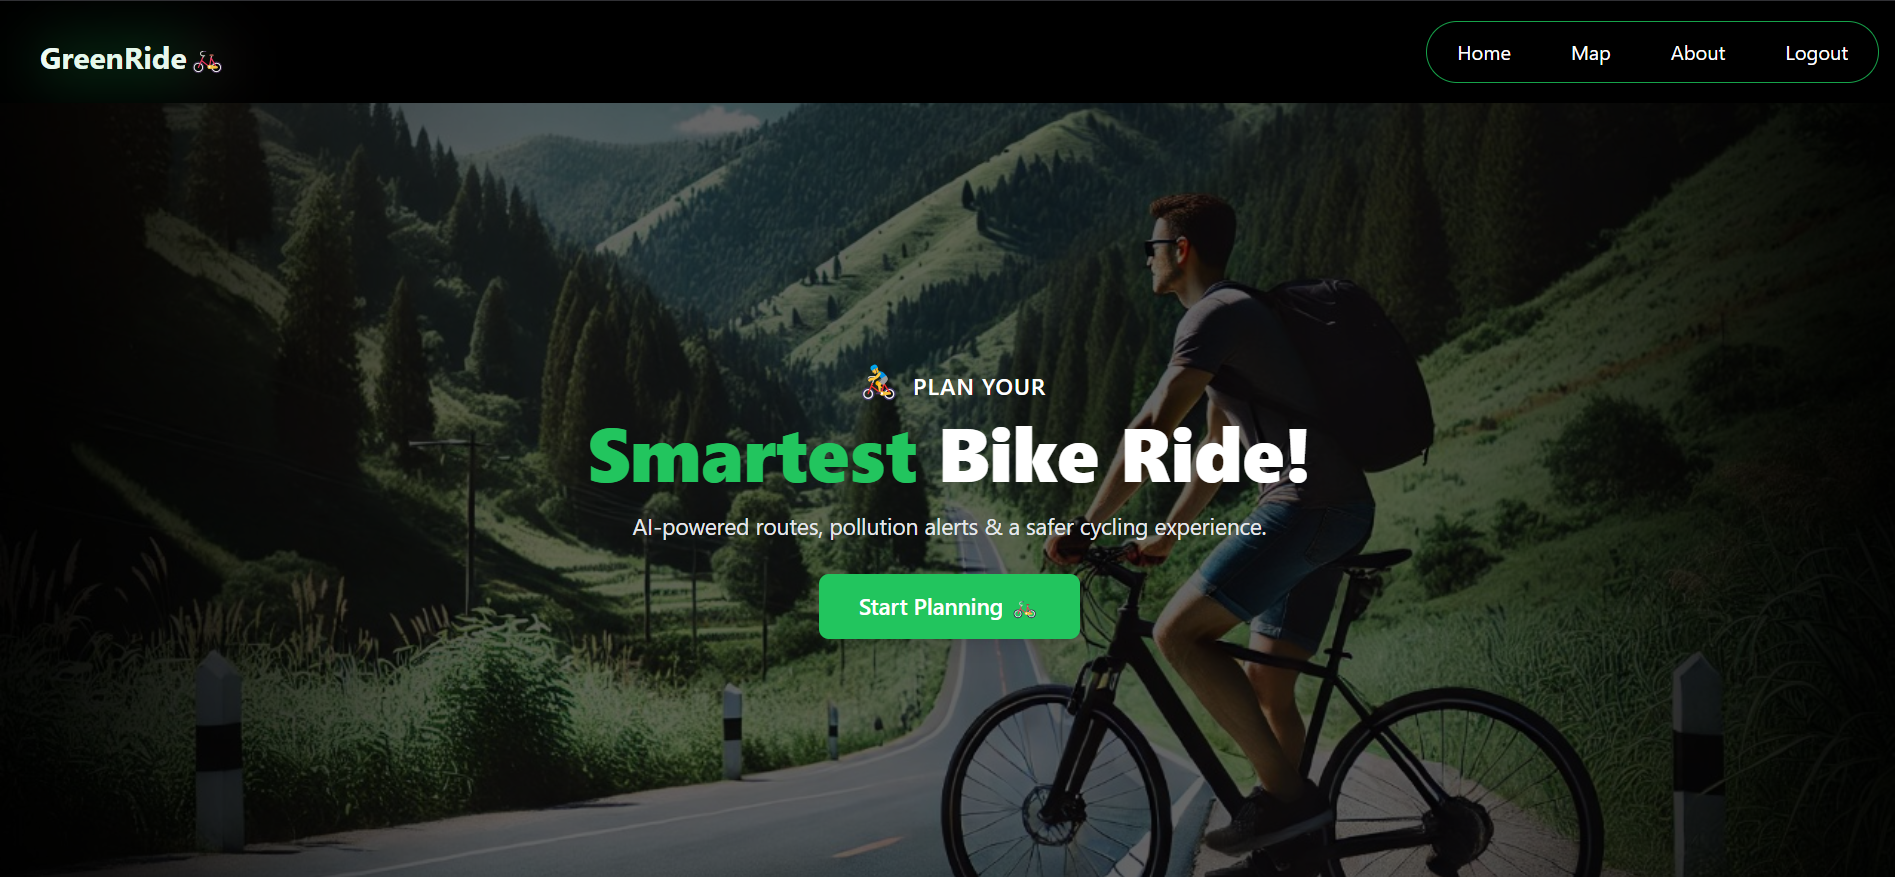 GreenRide
Home Map About Logout
PLAN YOUR
Smartest Bike Ride!
AI-powered routes, pollution alerts & a safer cycling experience.
Start Planning